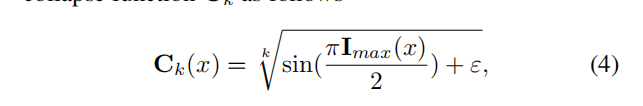 collapse function C_k as follows
C_k(x) = \sqrt[k]{\sin(\frac{\pi I_{max}(x)}{2}) + \varepsilon}, (4)